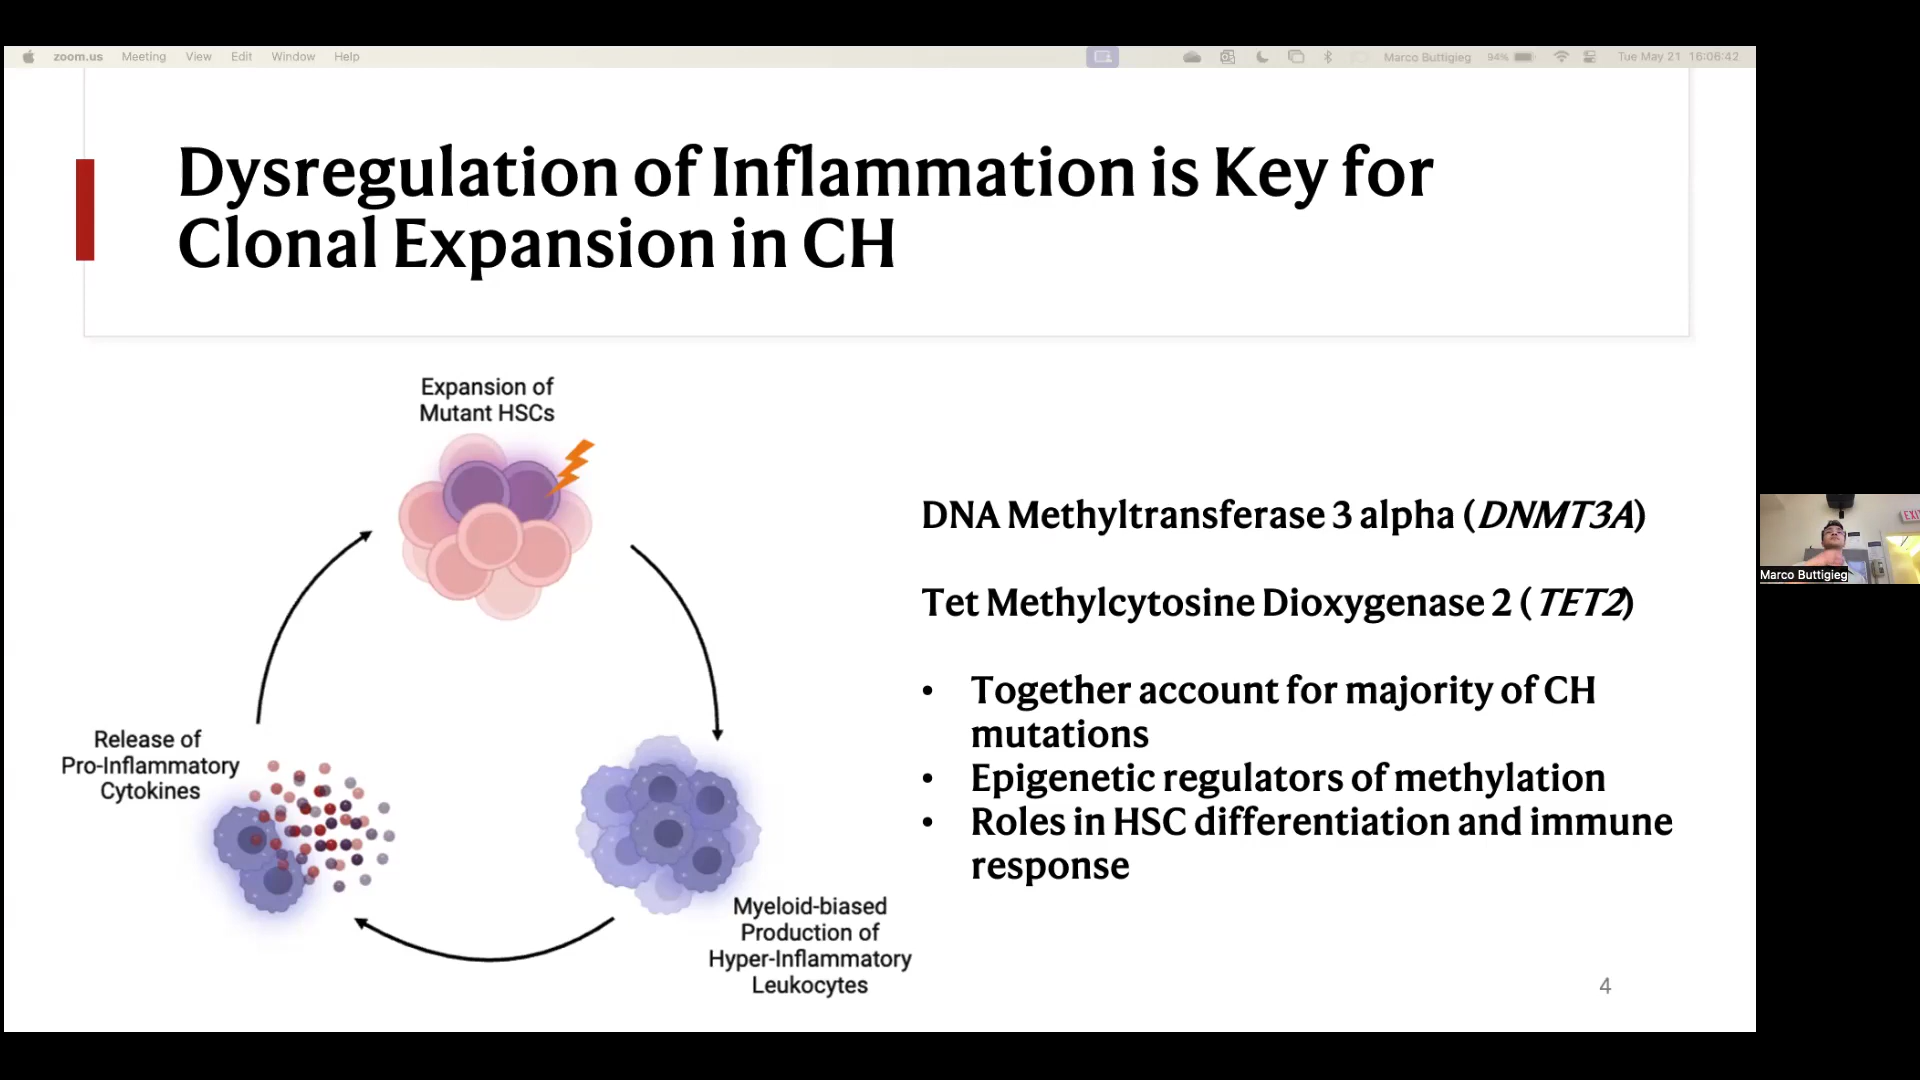 zoom.us Meeting View Edit Window Help Marco Buttigieg 94% Tue May 21 16:06:42
Dysregulation of Inflammation is Key for
Clonal Expansion in CH
Expansion of
Mutant HSCs
Release of
Pro-Inflammatory
Cytokines
Myeloid-biased
Production of
Hyper-Inflammatory
Leukocytes
DNA Methyltransferase 3 alpha (DNMT3A)
Tet Methylcytosine Dioxygenase 2 (TET2)
• Together account for majority of CH
mutations
• Epigenetic regulators of methylation
• Roles in HSC differentiation and immune
response
4
EXI
Marco Buttigieg